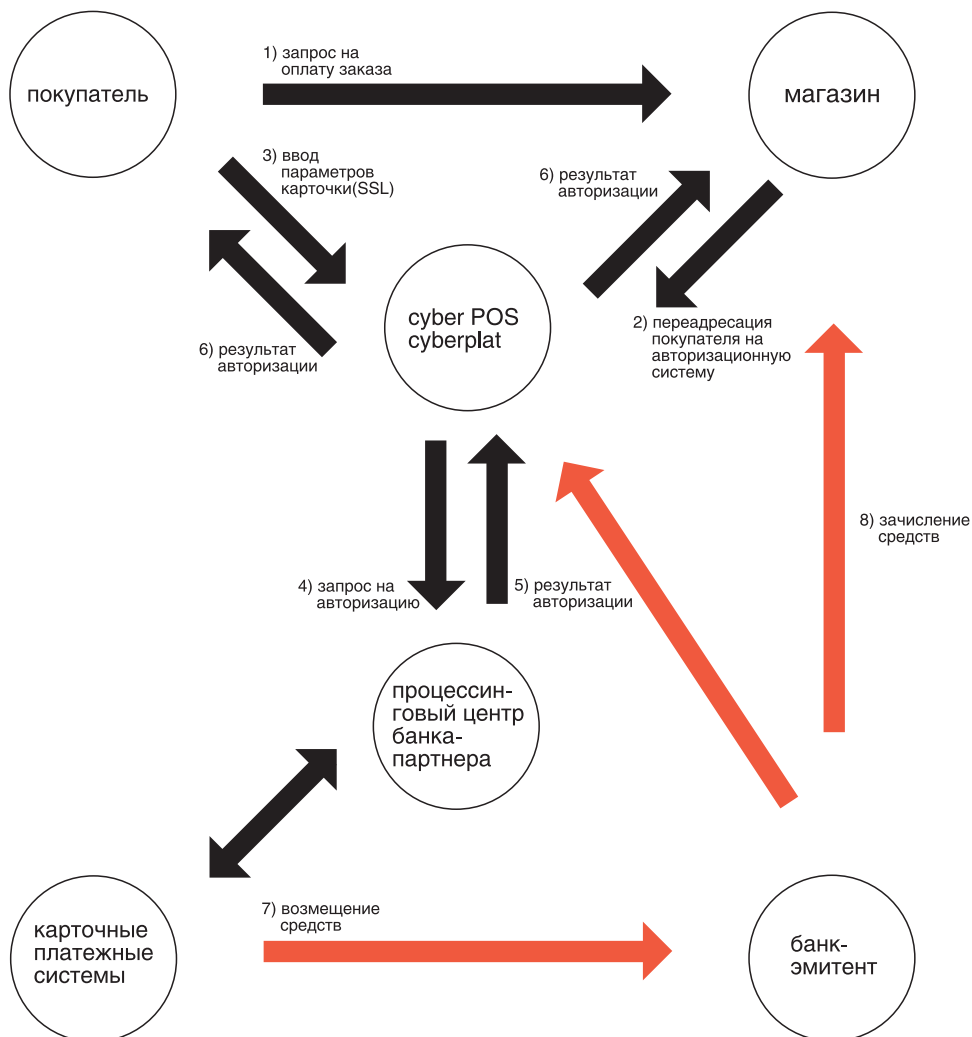 покупатель
1) запрос на
оплату заказа
магазин
3) ввод
параметров
карточки(SSL)
6) результат
авторизации
cyber POS
cyberplat
6) результат
авторизации
2) переадресация
покупателя на
авторизационную
систему
4) запрос на
авторизацию
5) результат
авторизации
8) зачисление
средств
процессин-
говый центр
банка-
партнера
карточные
платежные
системы
7) возмещение
средств
банк-
эмитент